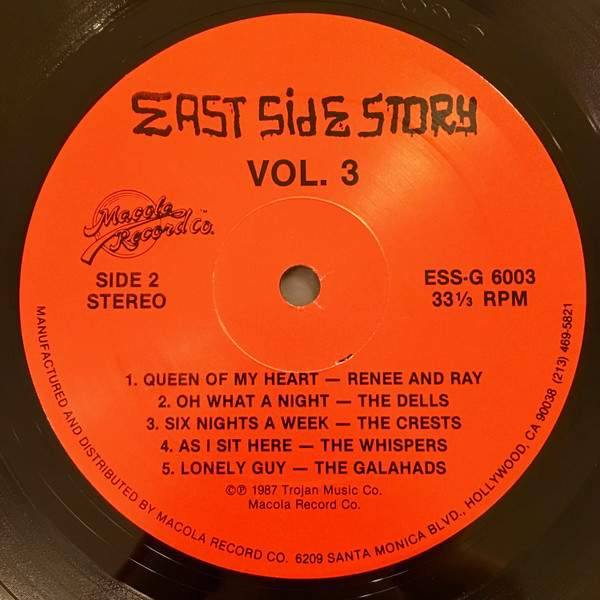 EAST SidE STORY
VOL. 3
Macola Record Co.™
SIDE 2
STEREO
ESS-G 6003
33⅓ RPM
1. QUEEN OF MY HEART — RENEE AND RAY
2. OH WHAT A NIGHT — THE DELLS
3. SIX NIGHTS A WEEK — THE CRESTS
4. AS I SIT HERE — THE WHISPERS
5. LONELY GUY — THE GALAHADS
©℗ 1987 Trojan Music Co.
Macola Record Co.
MANUFACTURED AND DISTRIBUTED BY MACOLA RECORD CO. 6209 SANTA MONICA BLVD., HOLLYWOOD, CA 90038 (213) 469-5821